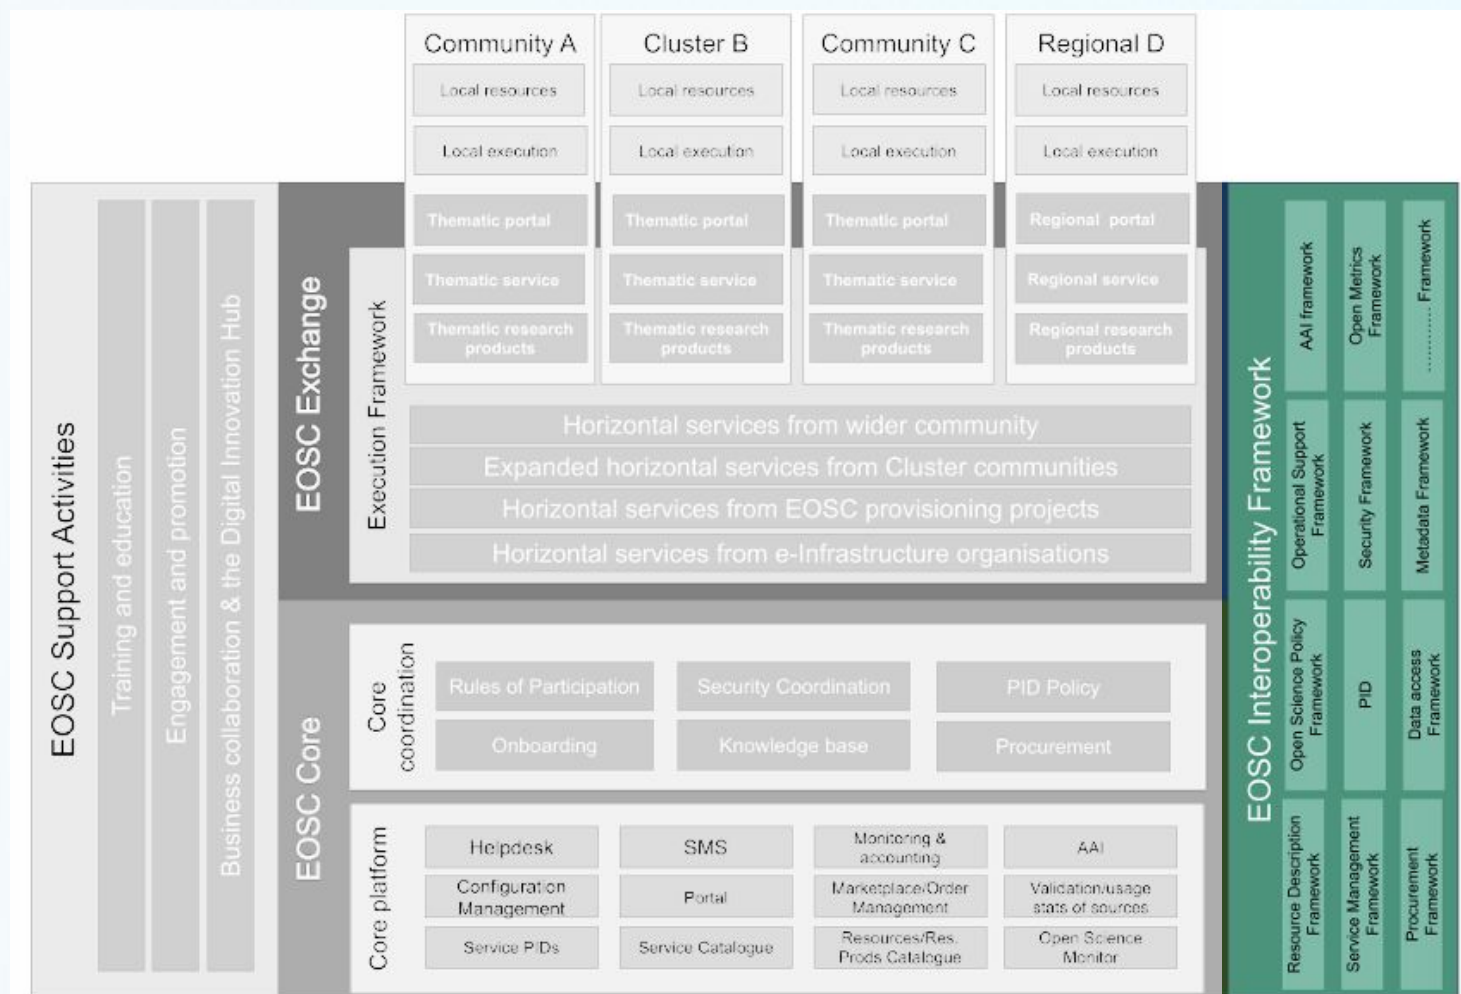 Community A
Cluster B
Community C
Regional D
Local resources
Local resources
Local resources
Local resources
Local execution
Local execution
Local execution
Local execution
Thematic portal
Thematic portal
Thematic portal
Regional portal
Thematic service
Thematic service
Thematic service
Regional service
Thematic research
products
Thematic research
products
Thematic research
products
Regional research
products
EOSC Support Activities
Training and education
Engagement and promotion
Business collaboration & the Digital Innovation Hub
EOSC Exchange
Execution Framework
Horizontal services from wider community
Expanded horizontal services from Cluster communities
Horizontal services from EOSC provisioning projects
Horizontal services from e-Infrastructure organisations
EOSC Core
Core
coordination
Rules of Participation
Security Coordination
PID Policy
Onboarding
Knowledge base
Procurement
Core platform
Helpdesk
SMS
Monitoring &
accounting
AAI
Configuration
Management
Portal
Marketplace/Order
Management
Validation/usage
stats of sources
Service PIDs
Service Catalogue
Resources/Res.
Prods Catalogue
Open Science
Monitor
EOSC Interoperability Framework
AAI framework
Open Metrics
Framework
............ Framework
Operational Support
Framework
Security Framework
Metadata Framework
Open Science Policy
Framework
PID
Data access
Framework
Resource Description
Framework
Service Management
Framework
Procurement
Framework